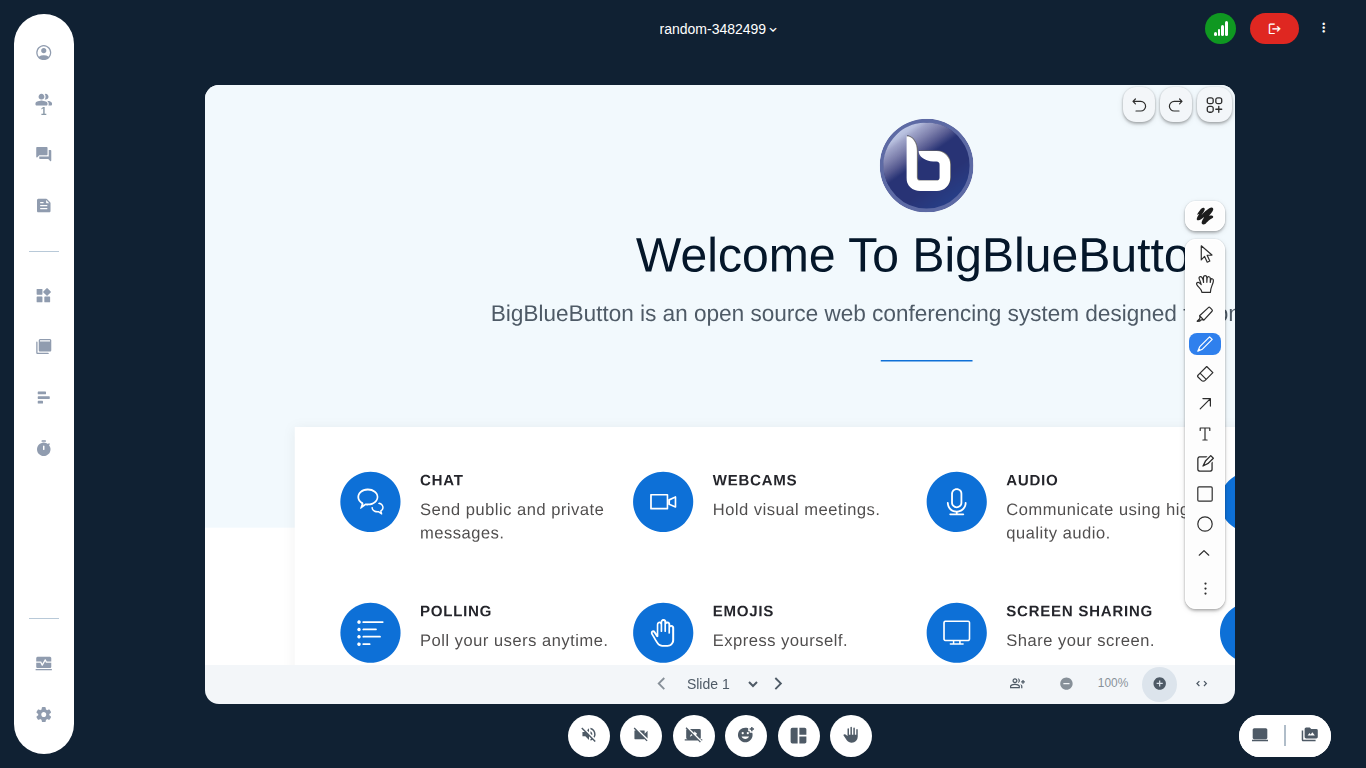 random-3482499
1
Welcome To BigBlueButto
BigBlueButton is an open source web conferencing system designed
CHAT
Send public and private
messages.
WEBCAMS
Hold visual meetings.
AUDIO
Communicate using hig
quality audio.
POLLING
Poll your users anytime.
EMOJIS
Express yourself.
SCREEN SHARING
Share your screen.
Slide 1
100%